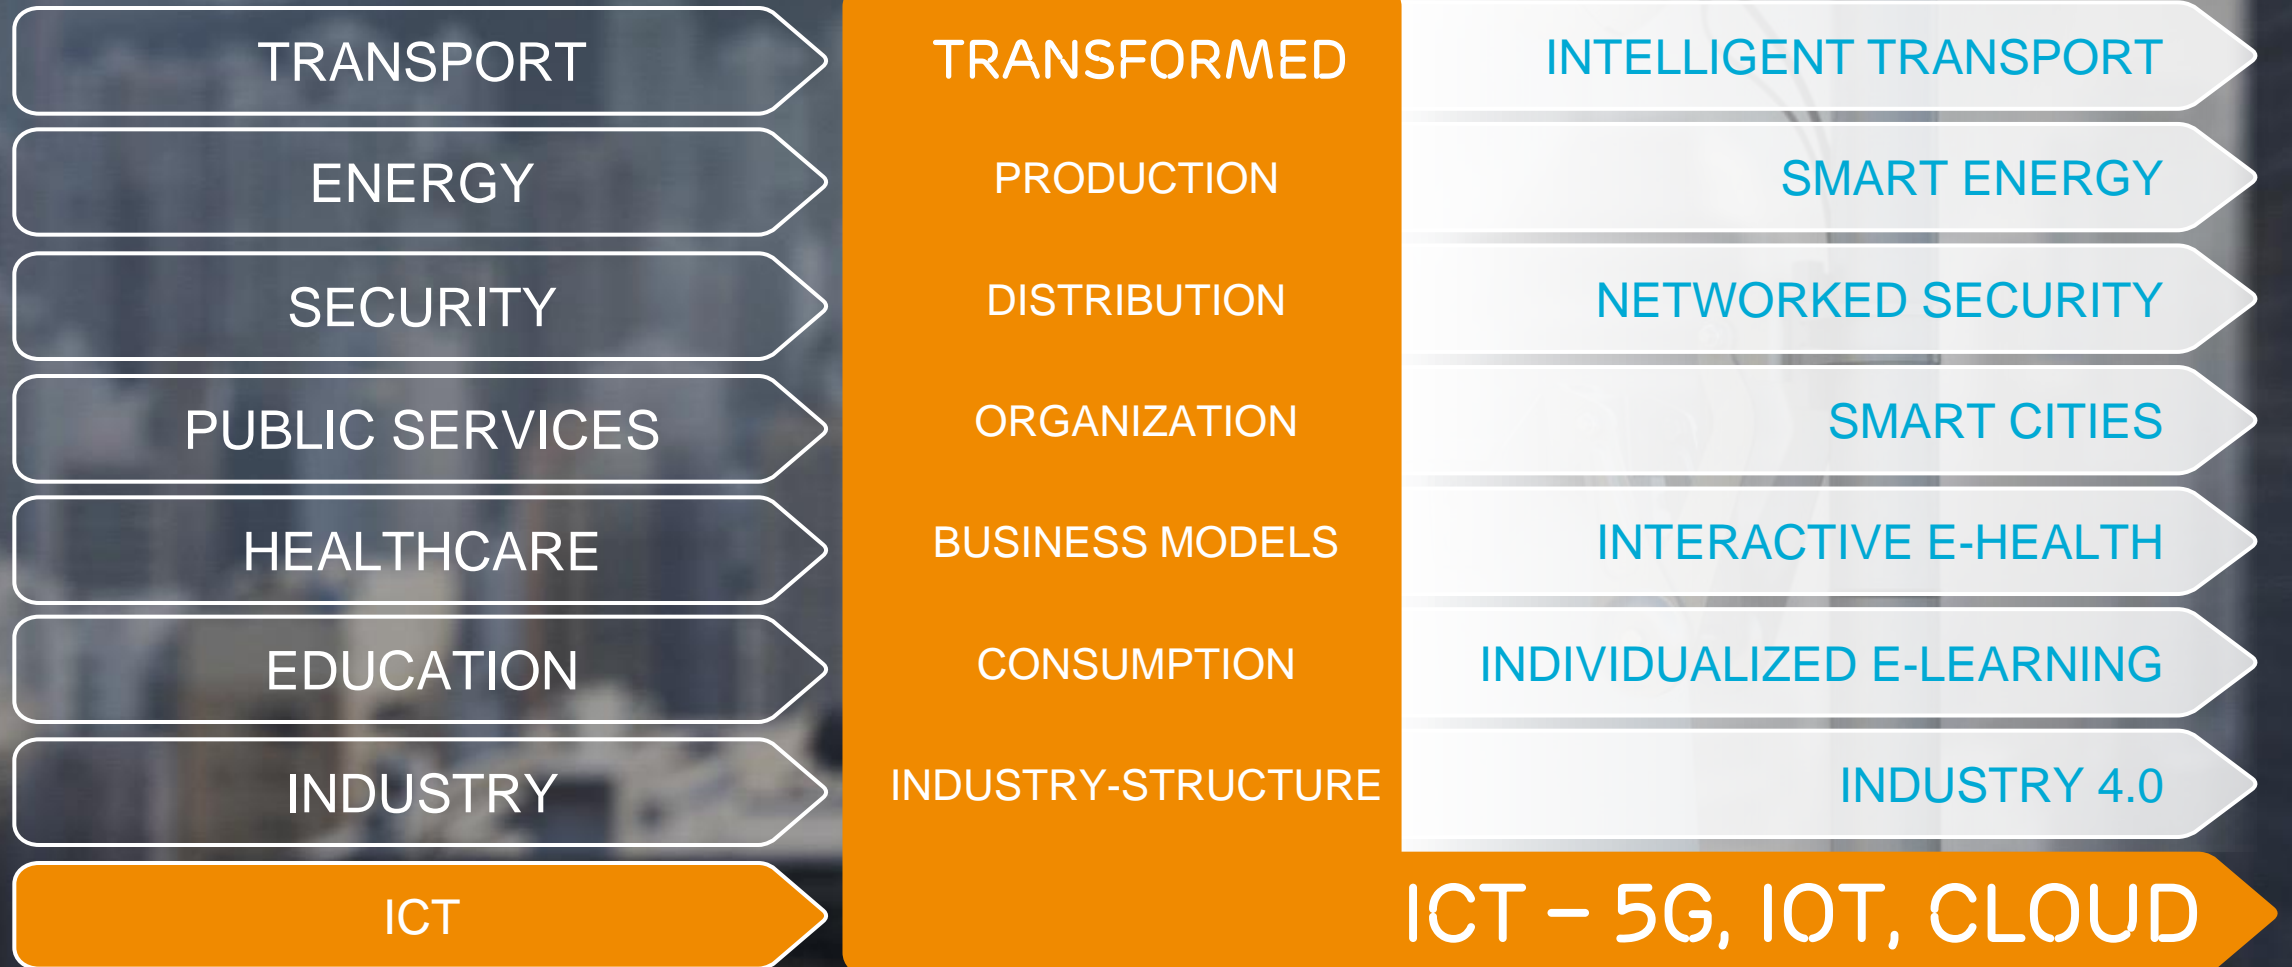 TRANSPORT
ENERGY
SECURITY
PUBLIC SERVICES
HEALTHCARE
EDUCATION
INDUSTRY
ICT
TRANSFORMED
PRODUCTION
DISTRIBUTION
ORGANIZATION
BUSINESS MODELS
CONSUMPTION
INDUSTRY-STRUCTURE
INTELLIGENT TRANSPORT
SMART ENERGY
NETWORKED SECURITY
SMART CITIES
INTERACTIVE E-HEALTH
INDIVIDUALIZED E-LEARNING
INDUSTRY 4.0
ICT – 5G, IOT, CLOUD